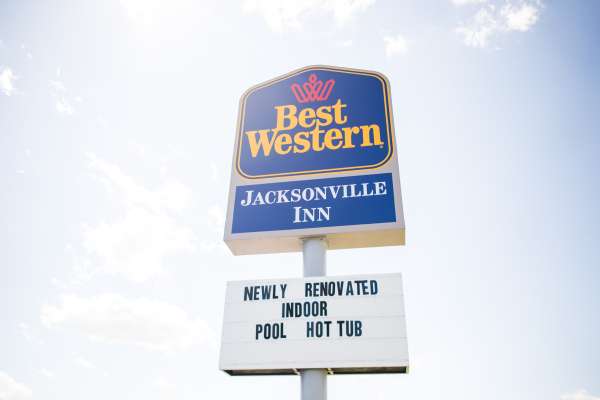 Best
Western
JACKSONVILLE
INN
NEWLY RENOVATED
INDOOR
POOL HOT TUB